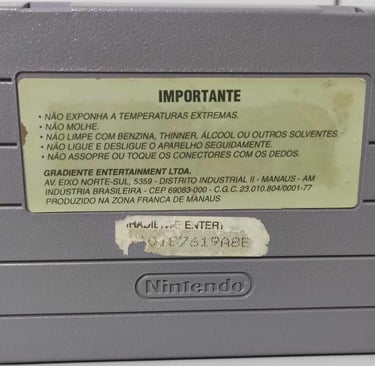 IMPORTANTE
• NÃO EXPONHA A TEMPERATURAS EXTREMAS.
• NÃO MOLHE.
• NÃO LIMPE COM BENZINA, THINNER, ÁLCOOL OU OUTROS SOLVENTES.
• NÃO LIGUE E DESLIGUE O APARELHO SEGUIDAMENTE.
• NÃO ASSOPRE OU TOQUE OS CONECTORES COM OS DEDOS.
GRADIENTE ENTERTAINMENT LTDA.
AV. EIXO NORTE-SUL, 5359 - DISTRITO INDUSTRIAL II - MANAUS - AM
INDÚSTRIA BRASILEIRA - CEP 69083-000 - C.G.C. 23.010.804/0001-77
PRODUZIDO NA ZONA FRANCA DE MANAUS
Nintendo